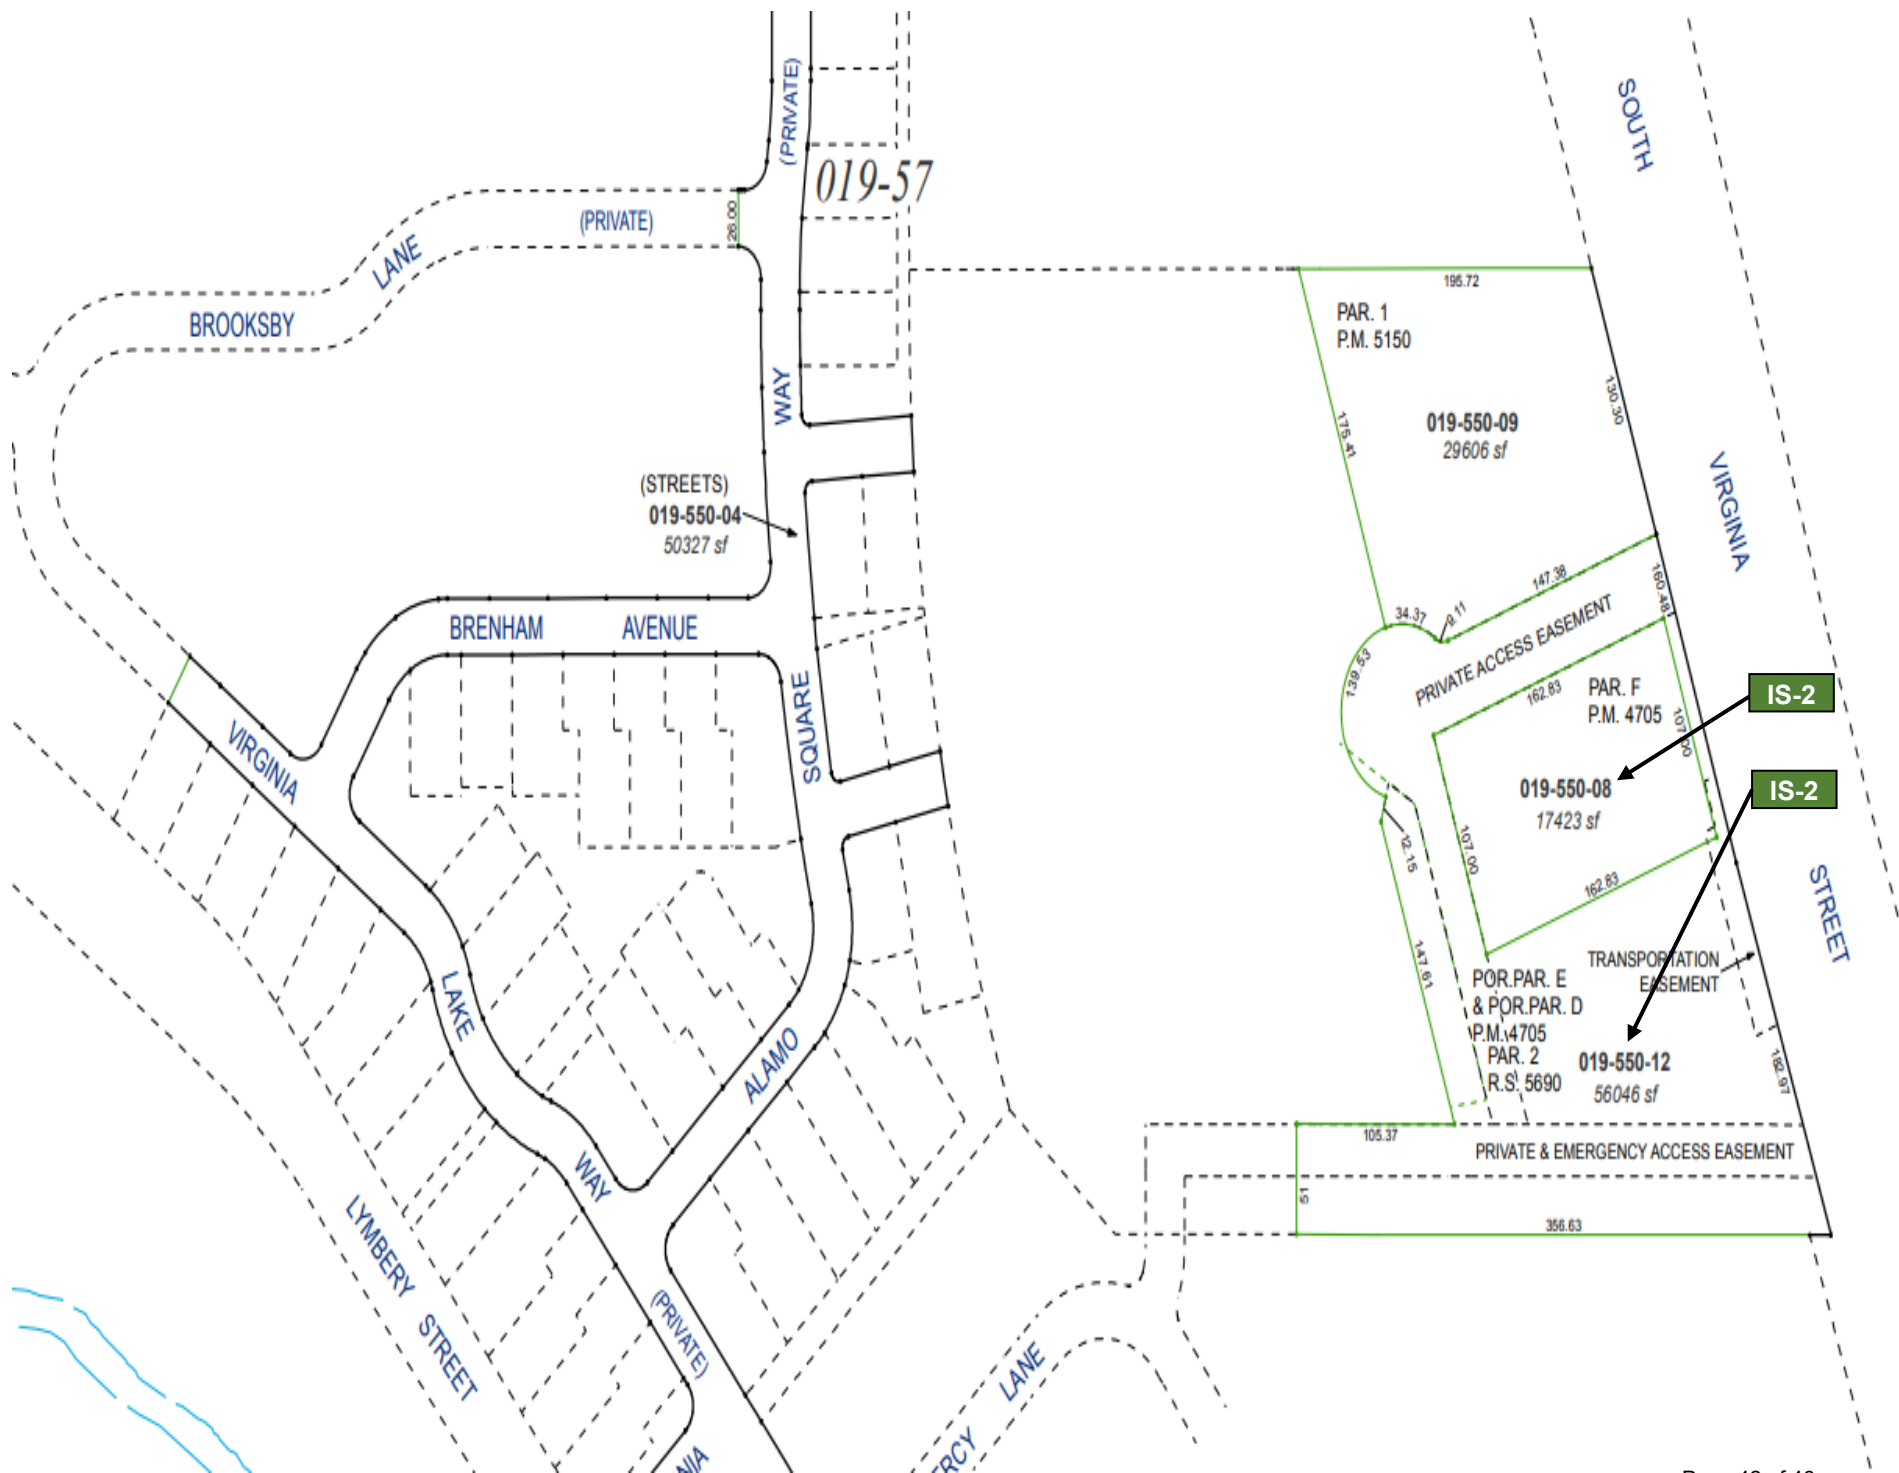 (PRIVATE)
019-57
SOUTH
26.00
(PRIVATE)
LANE
BROOKSBY
195.72
PAR. 1
P.M. 5150
130.30
WAY
175.41
019-550-09
29606 sf
VIRGINIA
(STREETS)
019-550-04
50327 sf
BRENHAM
AVENUE
147.38
160.48
34.37
9.11
PRIVATE ACCESS EASEMENT
139.53
162.83
PAR. F
P.M. 4705
IS-2
107.00
SQUARE
VIRGINIA
019-550-08
17423 sf
IS-2
107.00
12.15
162.83
STREET
147.61
TRANSPORTATION
EASEMENT
POR.PAR. E
& POR.PAR. D
P.M. 4705
PAR. 2
R.S. 5690
019-550-12
56046 sf
182.97
LAKE
ALAMO
105.37
PRIVATE & EMERGENCY ACCESS EASEMENT
WAY
51
356.63
LYMBERY
STREET
(PRIVATE)
LANE
ERCY
NIA